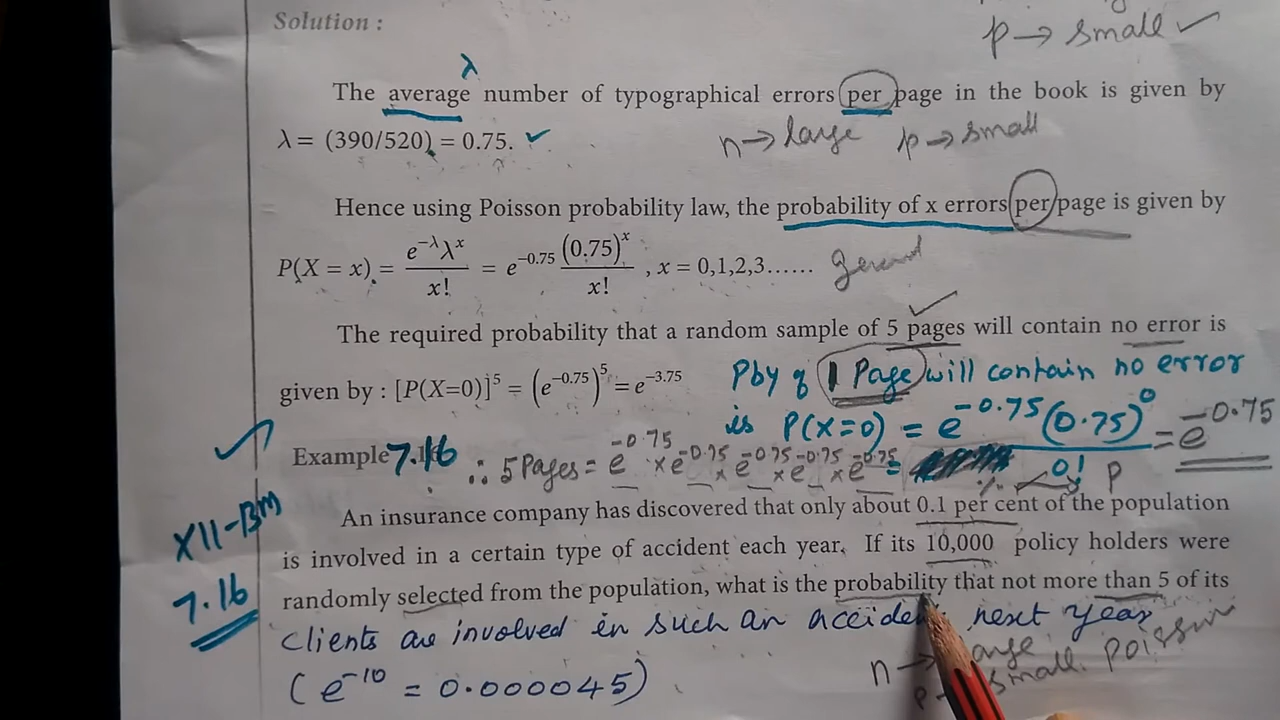 Solution :
p → small ✓
λ
The average number of typographical errors per page in the book is given by
λ = (390/520) = 0.75. ✓
n → large p → small
Hence using Poisson probability law, the probability of x errors per page is given by
P(X = x) = e^{-λ}λ^x / x! = e^{-0.75} (0.75)^x / x! , x = 0,1,2,3......
The required probability that a random sample of 5 pages will contain no error is
given by : [P(X=0)]^5 = (e^{-0.75})^5 = e^{-3.75}
Pby of 1 Page will contain no error
is P(X=0) = e^{-0.75} (0.75)^0 / 0! = e^{-0.75}
Example 7.16
∴ 5 Pages = e^{-0.75} × e^{-0.75} × e^{-0.75} × e^{-0.75} × e^{-0.75} =
p
XII-BM
7.16
An insurance company has discovered that only about 0.1 per cent of the population
is involved in a certain type of accident each year. If its 10,000 policy holders were
randomly selected from the population, what is the probability that not more than 5 of its
clients are involved in such an accident next year
(e^{-10} = 0.000045)
n → large
p → small. poisson